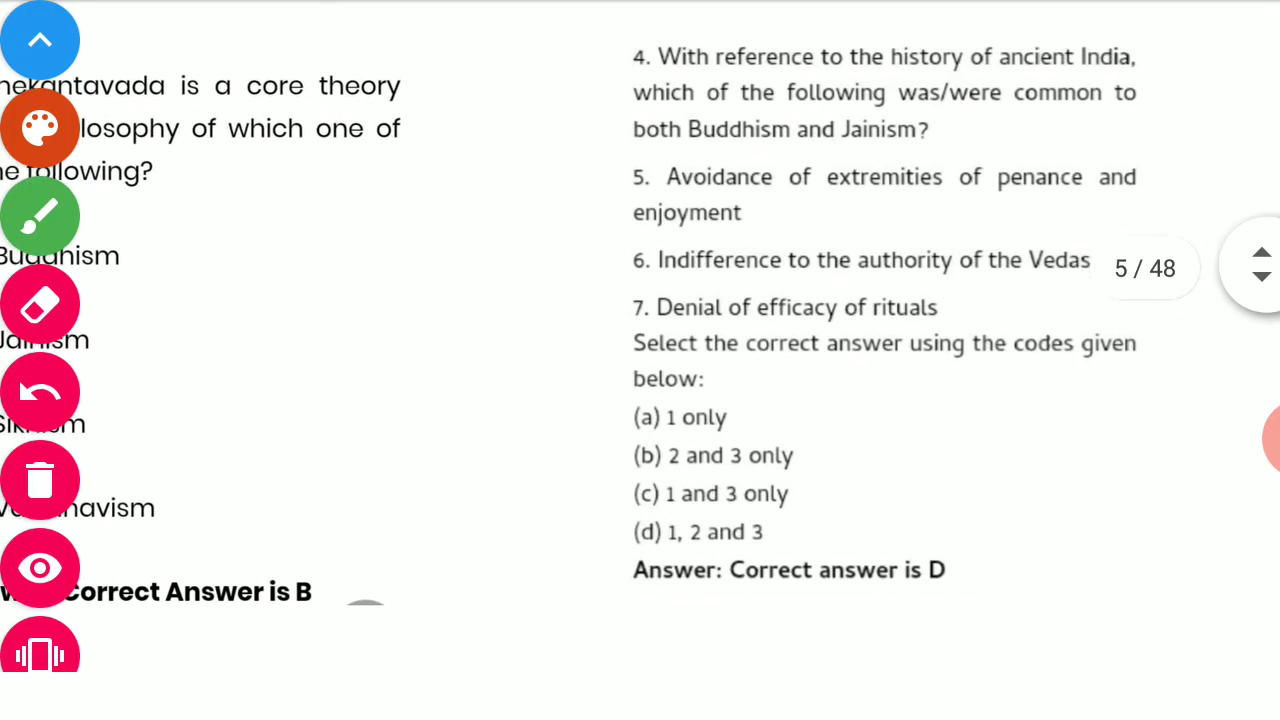 nekantavada is a core theory
losophy of which one of
e following?
Buddhism
Jainism
Sikhism
navism
Correct Answer is B
4. With reference to the history of ancient India,
which of the following was/were common to
both Buddhism and Jainism?
5. Avoidance of extremities of penance and
enjoyment
6. Indifference to the authority of the Vedas
7. Denial of efficacy of rituals
Select the correct answer using the codes given
below:
(a) 1 only
(b) 2 and 3 only
(c) 1 and 3 only
(d) 1, 2 and 3
Answer: Correct answer is D
5 / 48